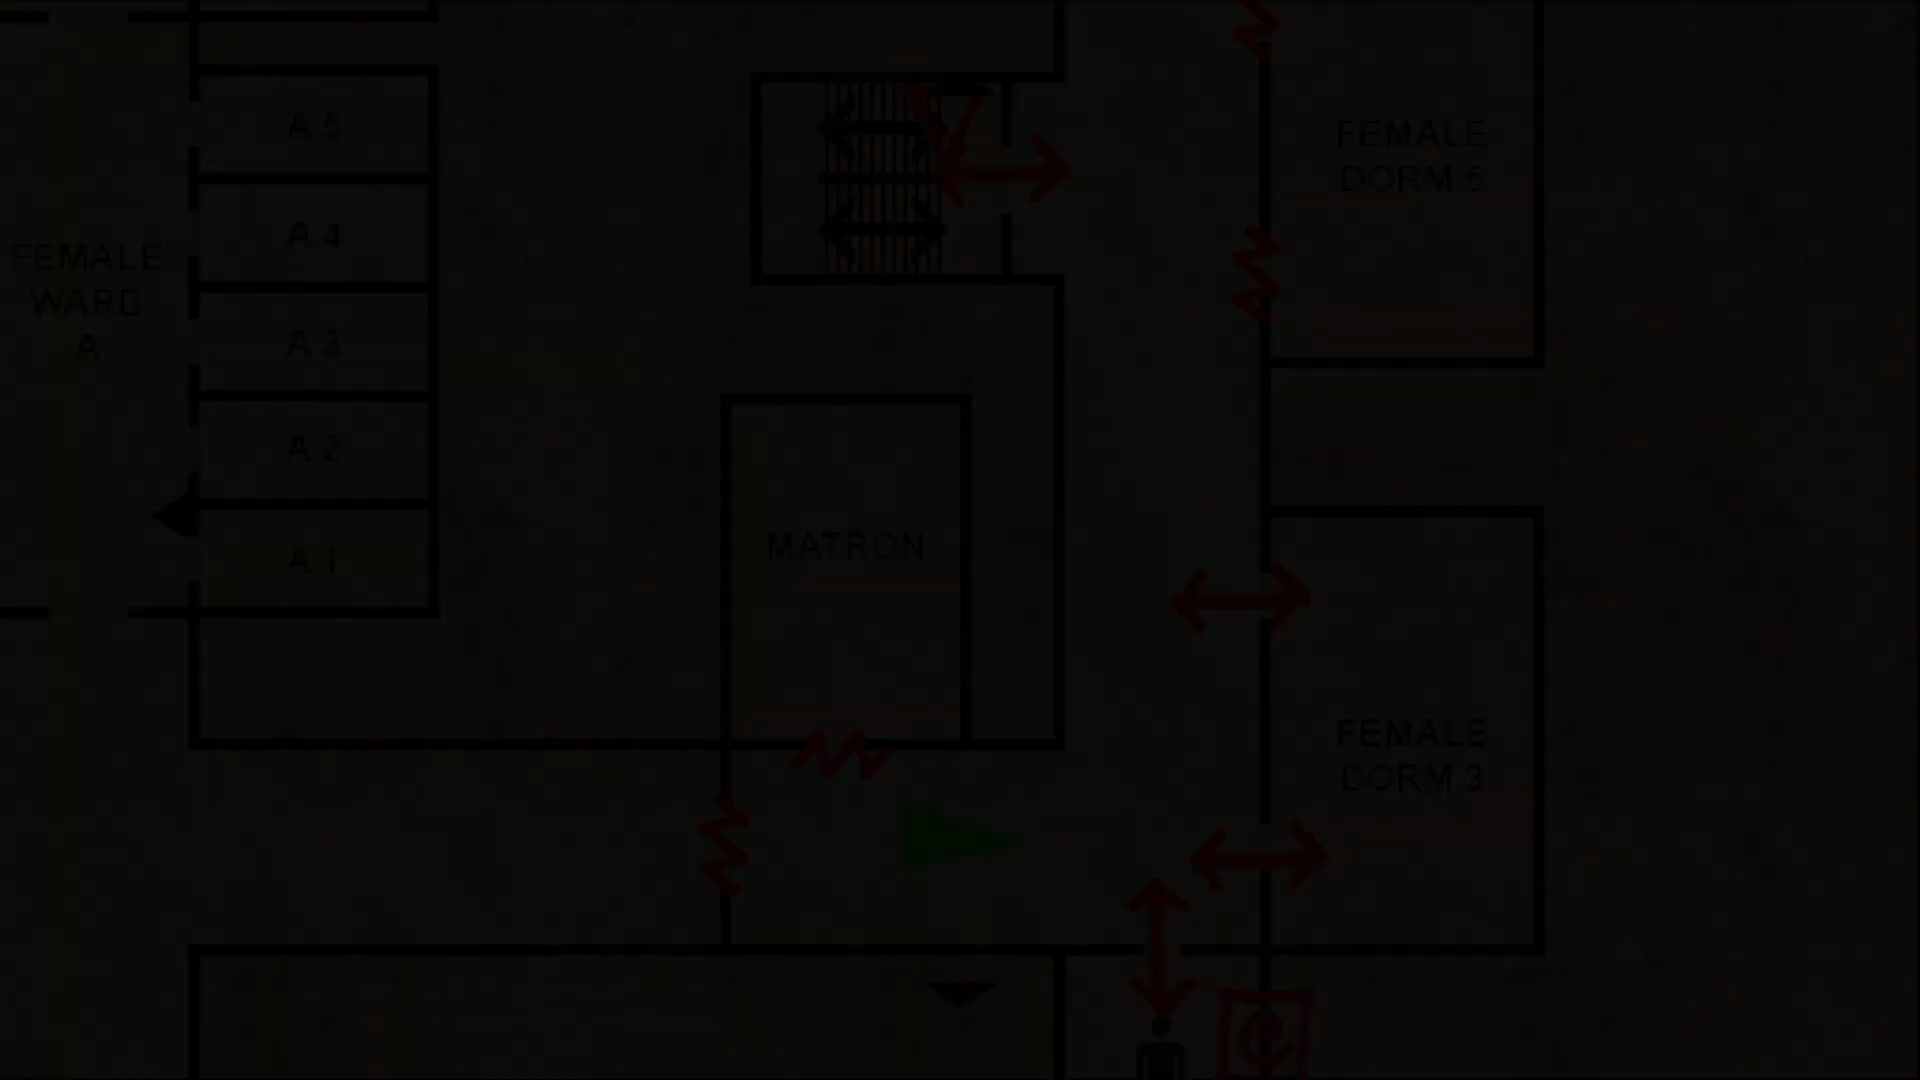 A 5
FEMALE
DORM 5
A 4
FEMALE
WARD
A
A 3
A 2
MATRON
A 1
FEMALE
DORM 3